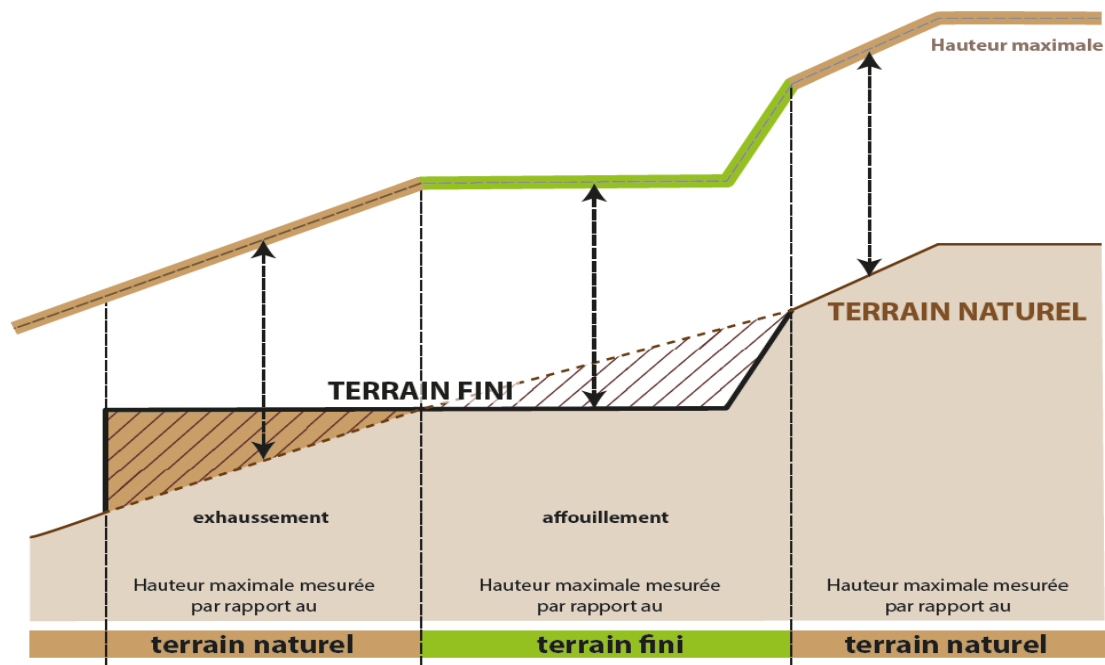 Hauteur maximale
TERRAIN NATUREL
TERRAIN FINI
exhaussement
affouillement
Hauteur maximale mesurée
par rapport au
Hauteur maximale mesurée
par rapport au
Hauteur maximale mesurée
par rapport au
terrain naturel
terrain fini
terrain naturel